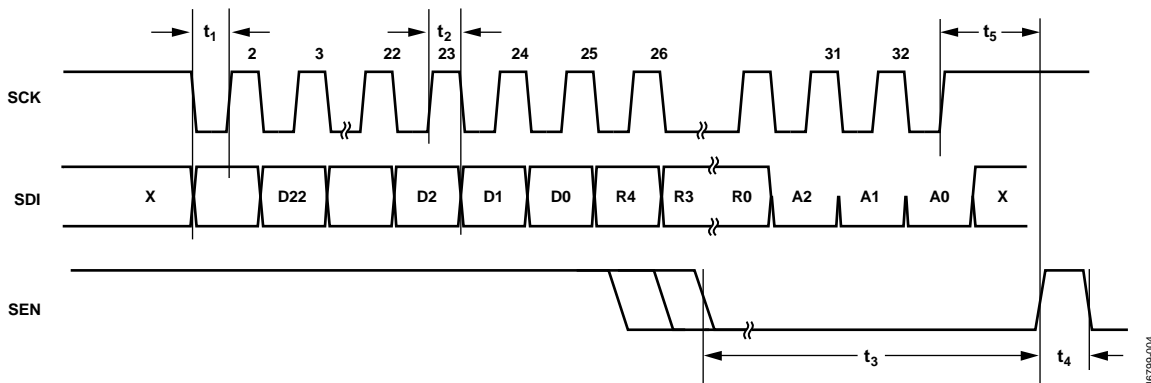 t1 t2 t5
2 3 22 23 24 25 26 31 32
SCK
SDI X D22 D2 D1 D0 R4 R3 R0 A2 A1 A0 X
SEN
t3 t4